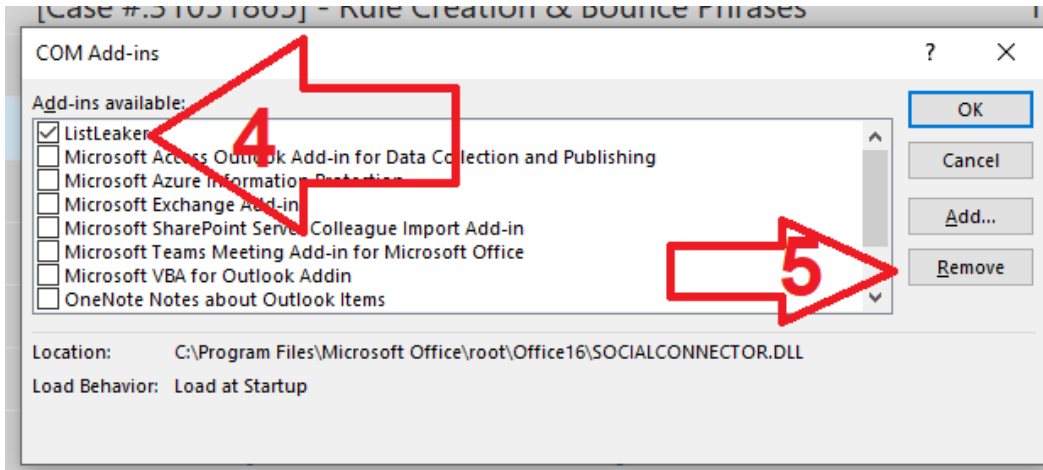 [Case #:31051865] - Rule Creation & Bounce Phrases
COM Add-ins ?
Add-ins available:
OK
ListLeaker
4
Microsoft Access Outlook Add-in for Data Collection and Publishing
Cancel
Microsoft Azure Information Protection
Microsoft Exchange Add-in
Add...
Microsoft SharePoint Server Colleague Import Add-in
Microsoft Teams Meeting Add-in for Microsoft Office
5
Remove
Microsoft VBA for Outlook Addin
OneNote Notes about Outlook Items
Location: C:\Program Files\Microsoft Office\root\Office16\SOCIALCONNECTOR.DLL
Load Behavior: Load at Startup